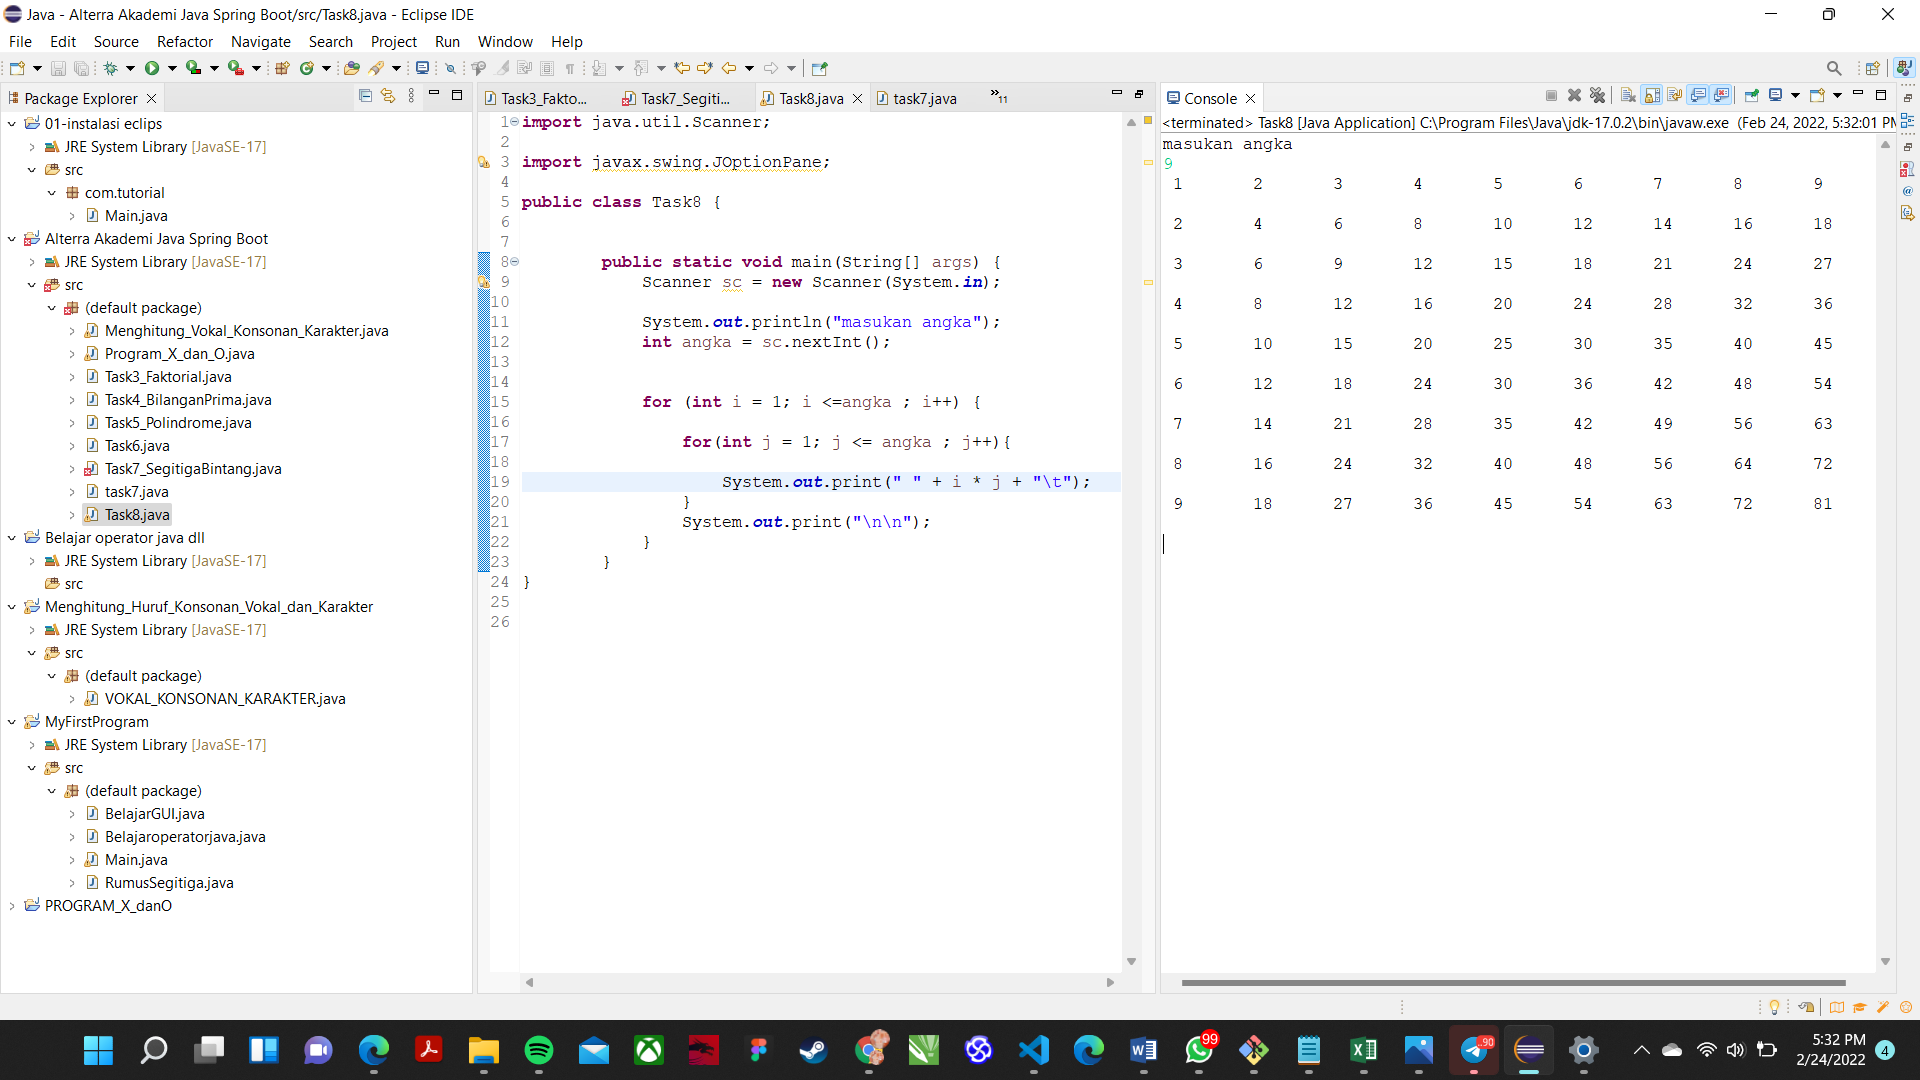 Java - Alterra Akademi Java Spring Boot/src/Task8.java - Eclipse IDE
File Edit Source Refactor Navigate Search Project Run Window Help
Package Explorer
01-instalasi eclips
JRE System Library [JavaSE-17]
src
com.tutorial
Main.java
Alterra Akademi Java Spring Boot
JRE System Library [JavaSE-17]
src
(default package)
Menghitung_Vokal_Konsonan_Karakter.java
Program_X_dan_O.java
Task3_Faktorial.java
Task4_BilanganPrima.java
Task5_Polindrome.java
Task6.java
Task7_SegitigaBintang.java
task7.java
Task8.java
Belajar operator java dll
JRE System Library [JavaSE-17]
src
Menghitung_Huruf_Konsonan_Vokal_dan_Karakter
JRE System Library [JavaSE-17]
src
(default package)
VOKAL_KONSONAN_KARAKTER.java
MyFirstProgram
JRE System Library [JavaSE-17]
src
(default package)
BelajarGUI.java
Belajaroperatorjava.java
Main.java
RumusSegitiga.java
PROGRAM_X_danO
Task3_Fakto... Task7_Segiti... Task8.java task7.java »11
1 import java.util.Scanner;
2
3 import javax.swing.JOptionPane;
4
5 public class Task8 {
6
7
8 public static void main(String[] args) {
9 Scanner sc = new Scanner(System.in);
10
11 System.out.println("masukan angka");
12 int angka = sc.nextInt();
13
14
15 for (int i = 1; i <=angka ; i++) {
16
17 for(int j = 1; j <= angka ; j++){
18
19 System.out.print(" " + i * j + "\t");
20 }
21 System.out.print("\n\n");
22 }
23 }
24 }
25
26
Console
<terminated> Task8 [Java Application] C:\Program Files\Java\jdk-17.0.2\bin\javaw.exe (Feb 24, 2022, 5:32:01 PM
masukan angka
9
1 2 3 4 5 6 7 8 9
2 4 6 8 10 12 14 16 18
3 6 9 12 15 18 21 24 27
4 8 12 16 20 24 28 32 36
5 10 15 20 25 30 35 40 45
6 12 18 24 30 36 42 48 54
7 14 21 28 35 42 49 56 63
8 16 24 32 40 48 56 64 72
9 18 27 36 45 54 63 72 81
99
90
5:32 PM
2/24/2022
4